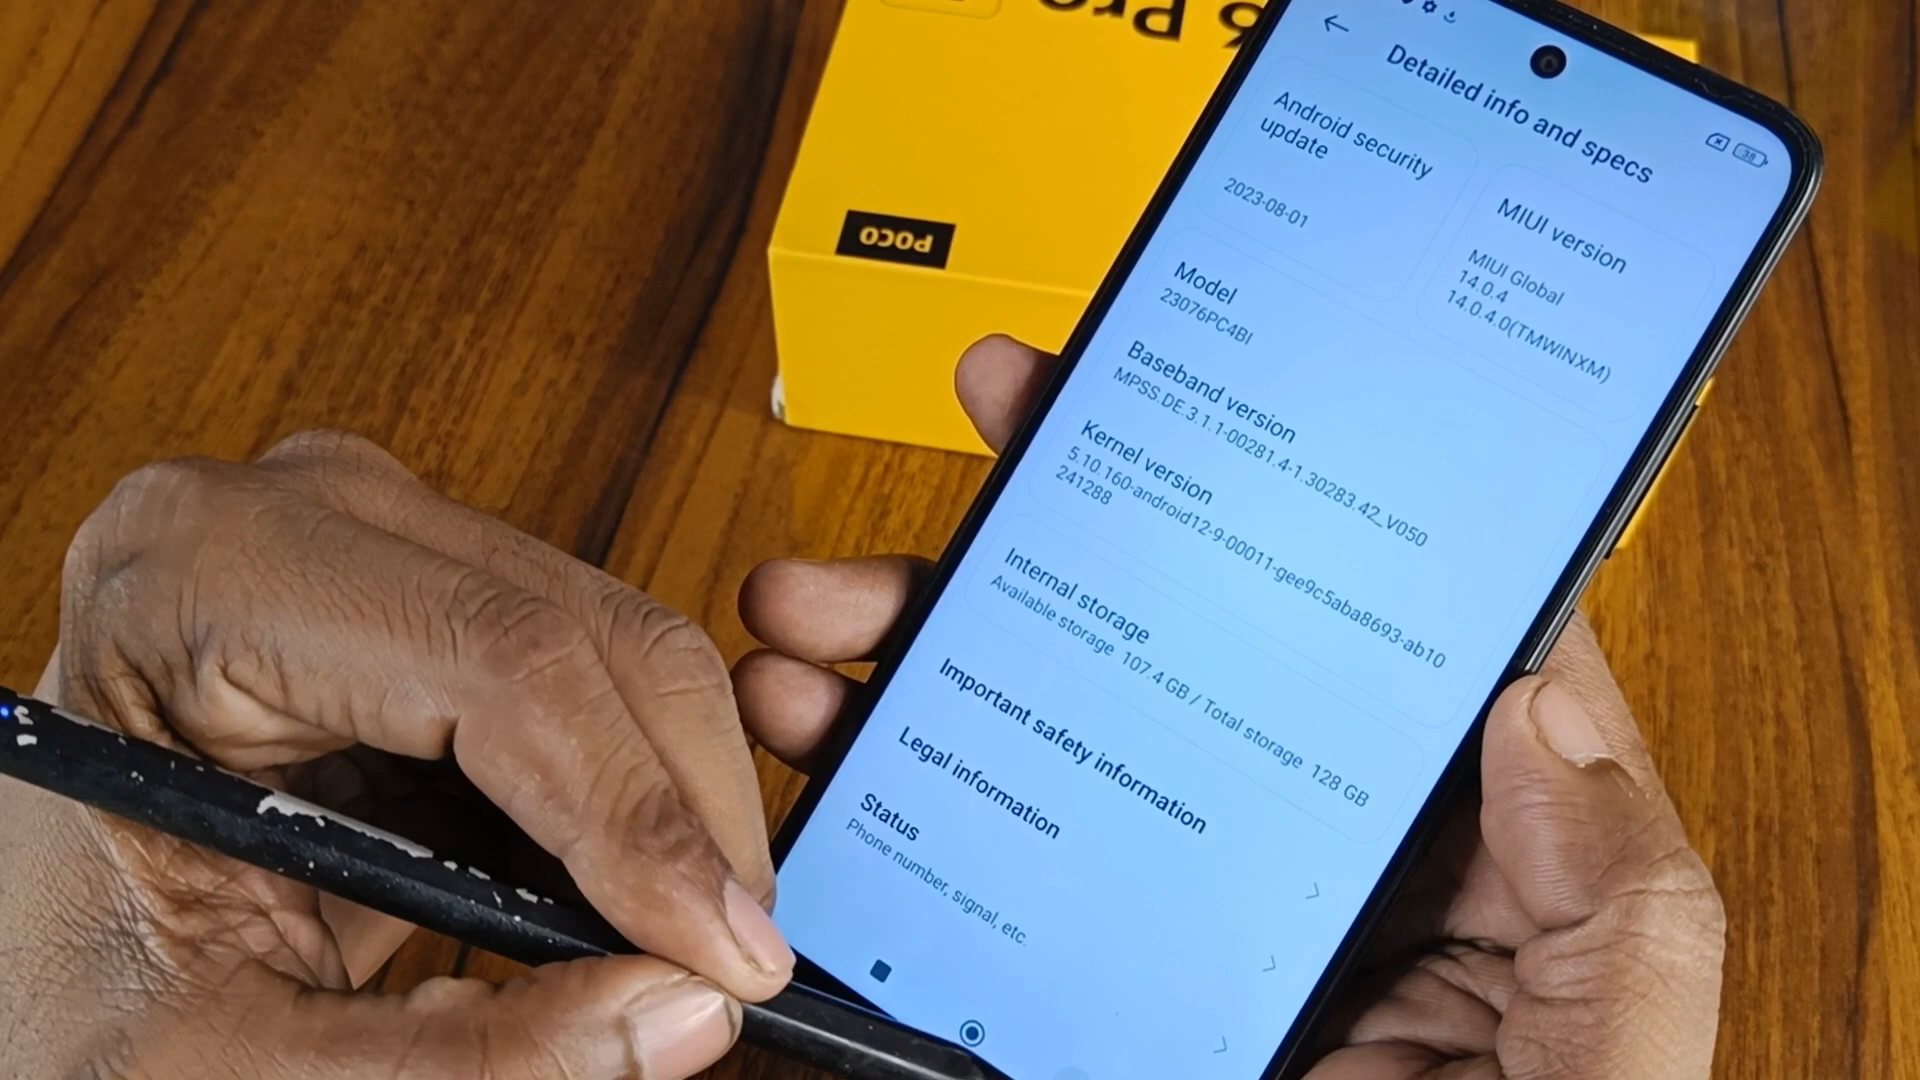 6 Pro
POCO
38
Detailed info and specs
Android security
update
2023-08-01
MIUI version
MIUI Global
14.0.4
14.0.4.0(TMWINXM)
Model
23076PC4BI
Baseband version
MPSS.DE.3.1.1-00281.4-1.30283.42_V050
Kernel version
5.10.160-android12-9-00011-gee9c5aba8693-ab10
241288
Internal storage
Available storage 107.4 GB / Total storage 128 GB
Important safety information
Legal information
Status
Phone number, signal, etc.